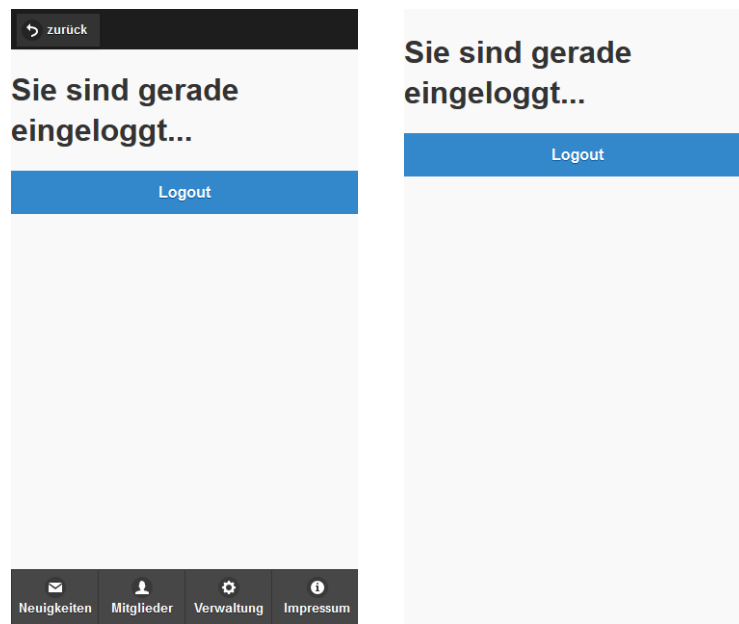 zurück
Sie sind gerade
eingeloggt...
Logout
Neuigkeiten Mitglieder Verwaltung Impressum
Sie sind gerade
eingeloggt...
Logout